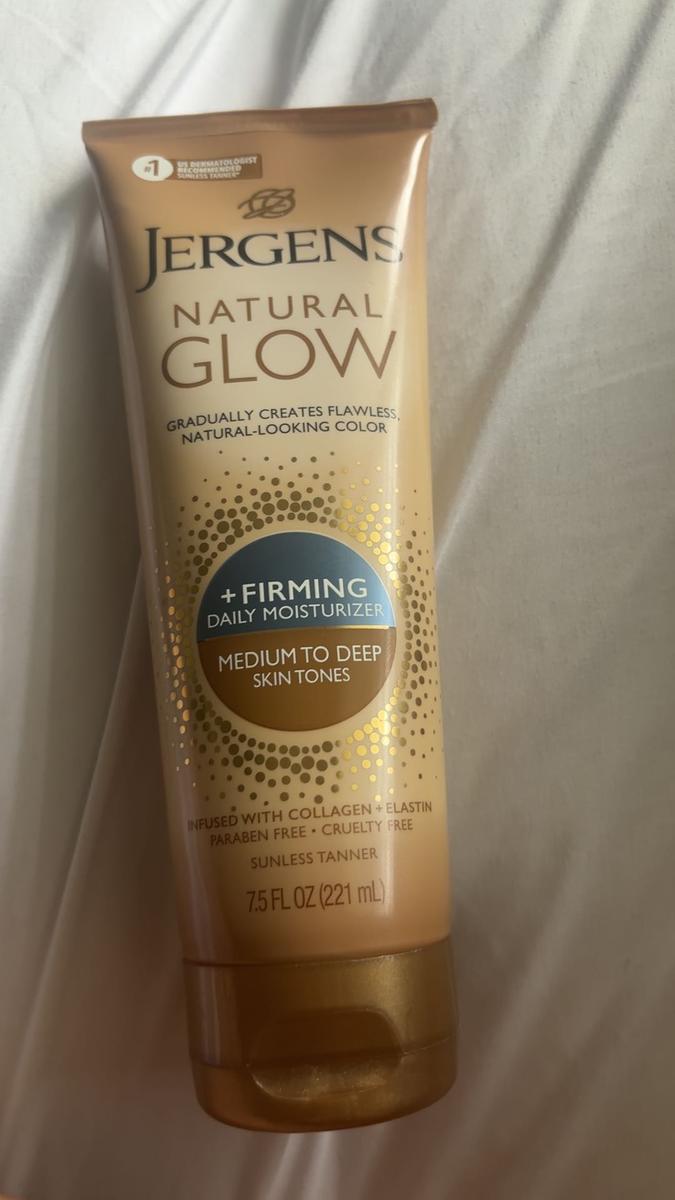 #1
US DERMATOLOGIST
RECOMMENDED
SUNLESS TANNER*
JERGENS
NATURAL
GLOW
GRADUALLY CREATES FLAWLESS,
NATURAL-LOOKING COLOR
+FIRMING
DAILY MOISTURIZER
MEDIUM TO DEEP
SKIN TONES
INFUSED WITH COLLAGEN + ELASTIN
PARABEN FREE • CRUELTY FREE
SUNLESS TANNER
7.5 FL OZ (221 mL)